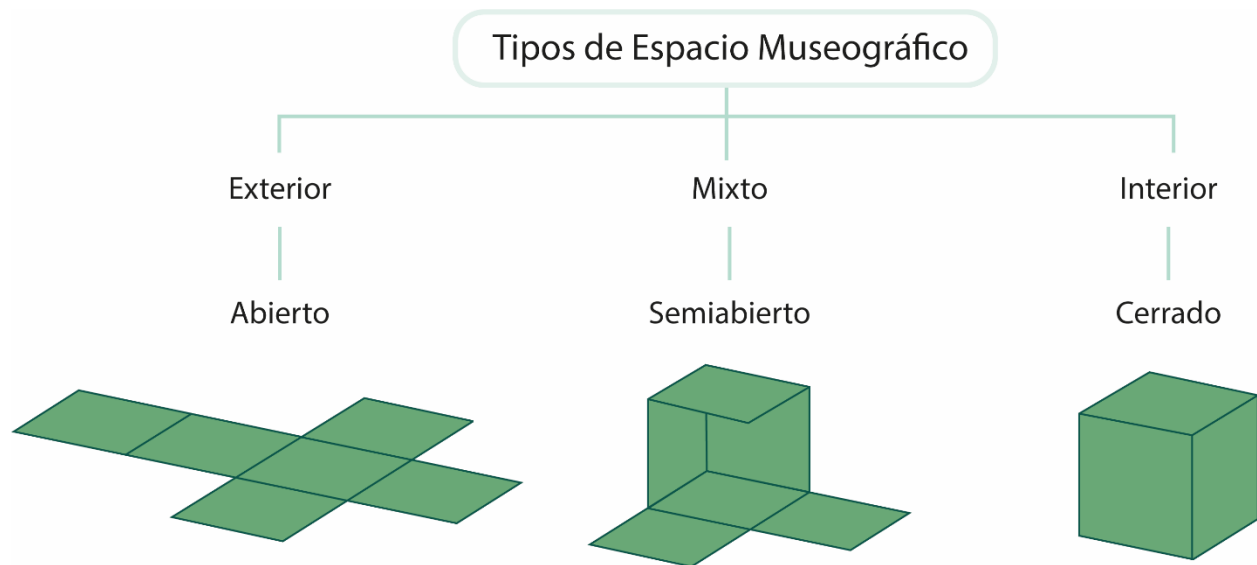 Tipos de Espacio Museográfico
Exterior
Mixto
Interior
Abierto
Semiabierto
Cerrado